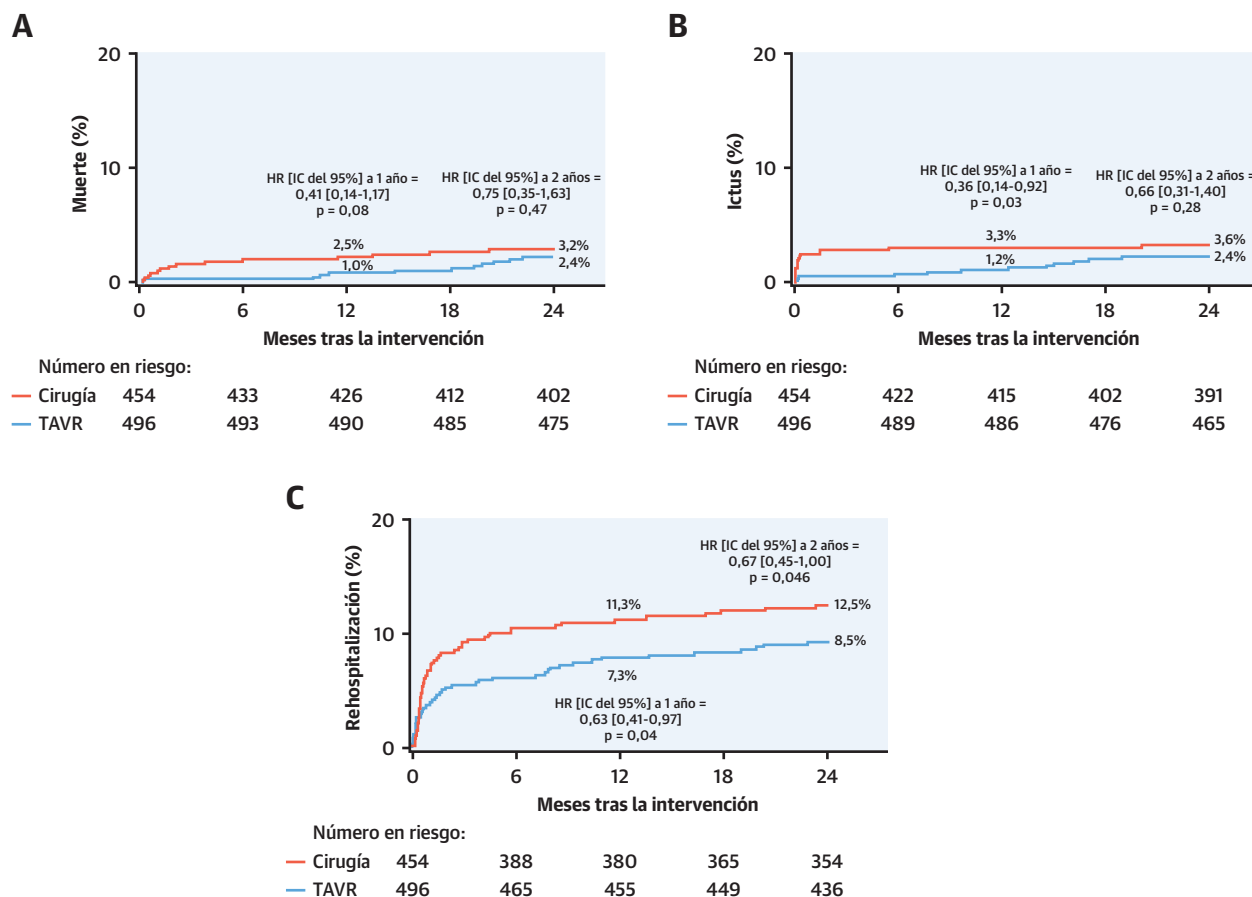 A
20
10
0
Muerte (%)
HR [IC del 95%] a 1 año =
0,41 [0,14-1,17]
p = 0,08
HR [IC del 95%] a 2 años =
0,75 [0,35-1,63]
p = 0,47
2,5%
1,0%
3,2%
2,4%
0 6 12 18 24
Meses tras la intervención
Número en riesgo:
Cirugía 454 433 426 412 402
TAVR 496 493 490 485 475
B
20
10
0
Ictus (%)
HR [IC del 95%] a 1 año =
0,36 [0,14-0,92]
p = 0,03
HR [IC del 95%] a 2 años =
0,66 [0,31-1,40]
p = 0,28
3,3%
1,2%
3,6%
2,4%
0 6 12 18 24
Meses tras la intervención
Número en riesgo:
Cirugía 454 422 415 402 391
TAVR 496 489 486 476 465
C
20
10
0
Rehospitalización (%)
HR [IC del 95%] a 2 años =
0,67 [0,45-1,00]
p = 0,046
11,3%
12,5%
8,5%
7,3%
HR [IC del 95%] a 1 año =
0,63 [0,41-0,97]
p = 0,04
0 6 12 18 24
Meses tras la intervención
Número en riesgo:
Cirugía 454 388 380 365 354
TAVR 496 465 455 449 436